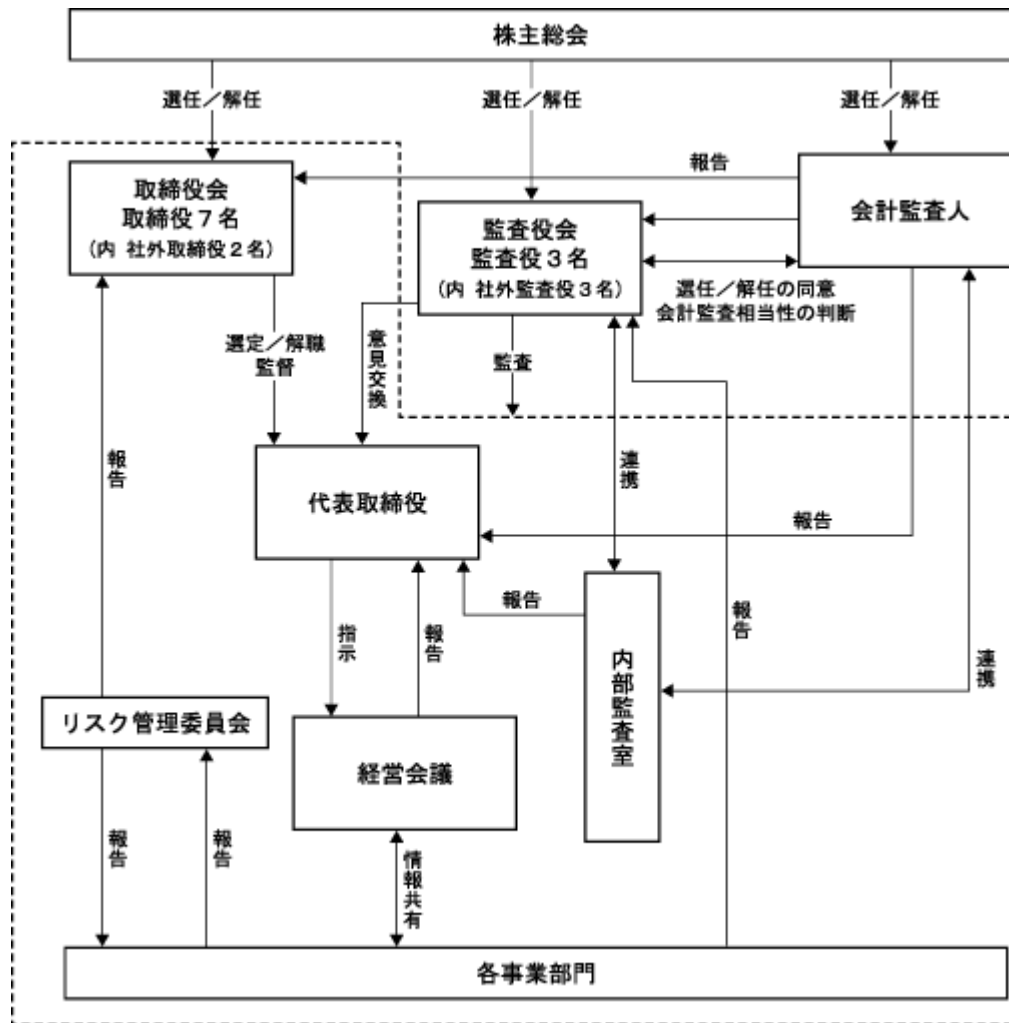 株主総会
選任／解任
選任／解任
選任／解任
報告
取締役会
取締役７名
（内 社外取締役２名）
監査役会
監査役３名
（内 社外監査役３名）
会計監査人
選任／解任の同意
会計監査相当性の判断
選定／解職
監督
意見交換
監査
報告
連携
代表取締役
報告
報告
指示
報告
報告
連携
内部監査室
リスク管理委員会
経営会議
報告
報告
情報共有
各事業部門